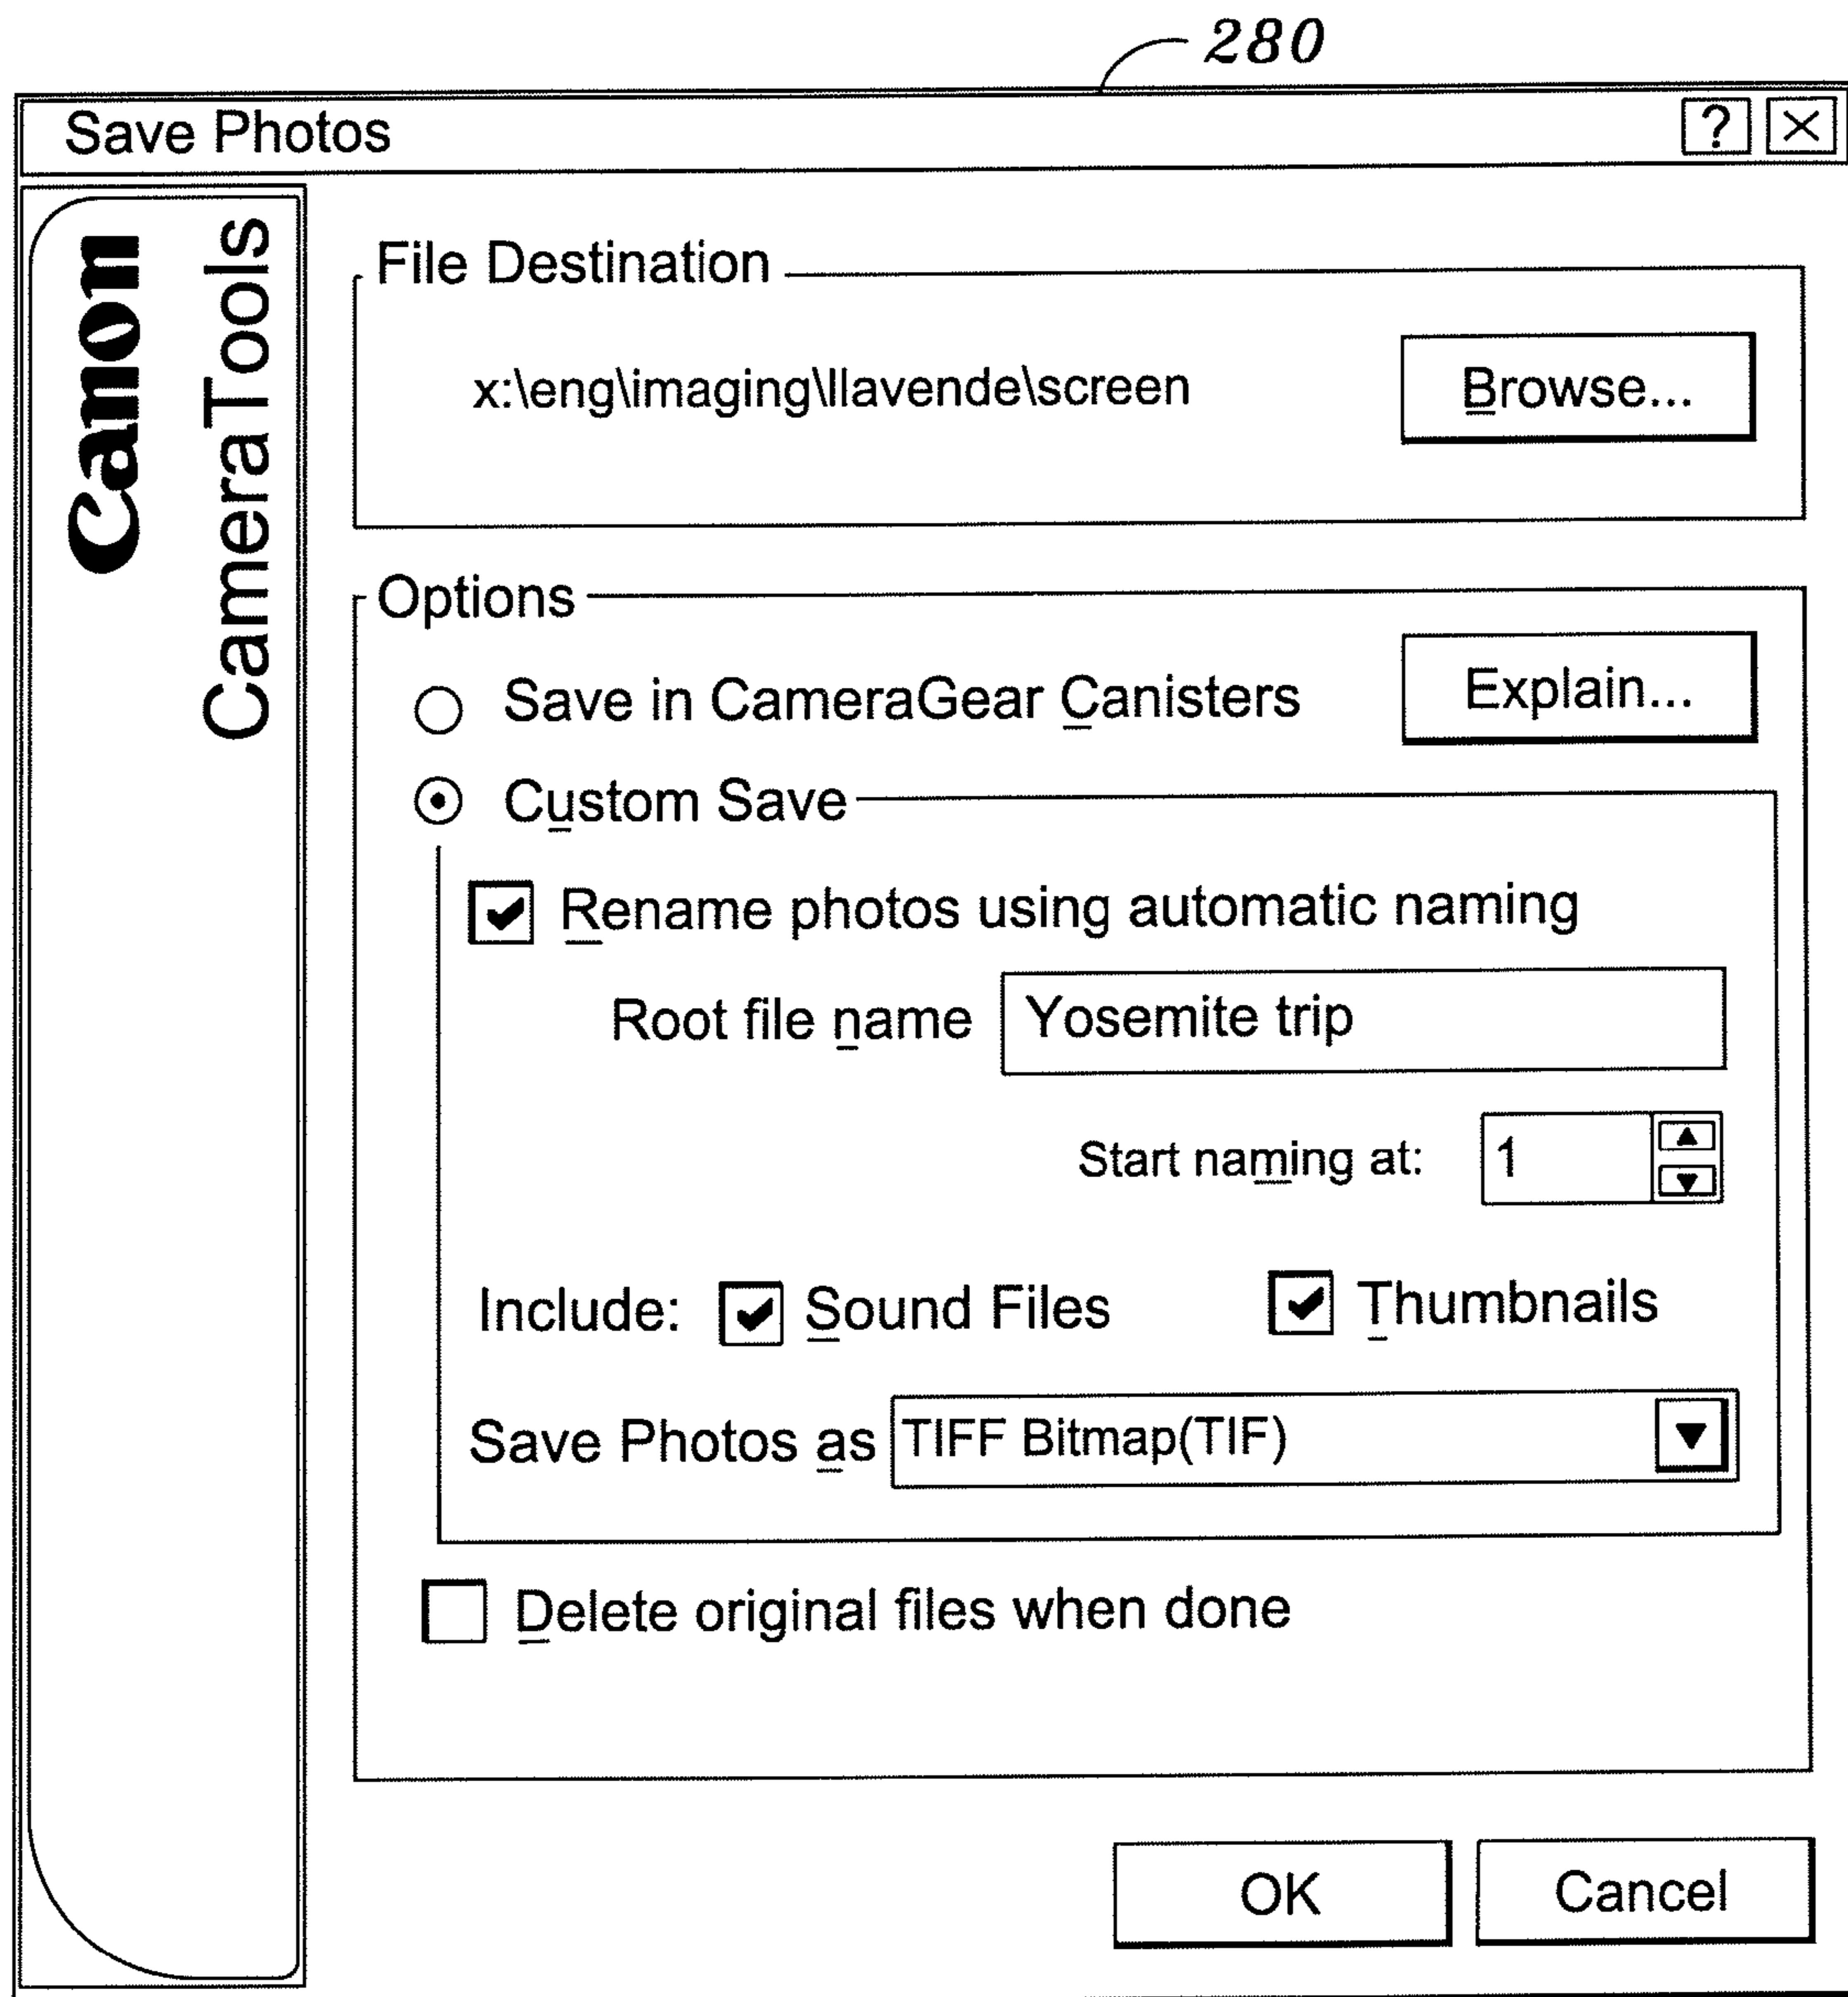 280
Save Photos ?
Canon
CameraTools
File Destination
x:\eng\imaging\llavende\screen Browse...
Options
Save in CameraGear Canisters Explain...
Custom Save
Rename photos using automatic naming
Root file name Yosemite trip
Start naming at: 1
Include: Sound Files Thumbnails
Save Photos as TIFF Bitmap(TIF)
Delete original files when done
OK Cancel